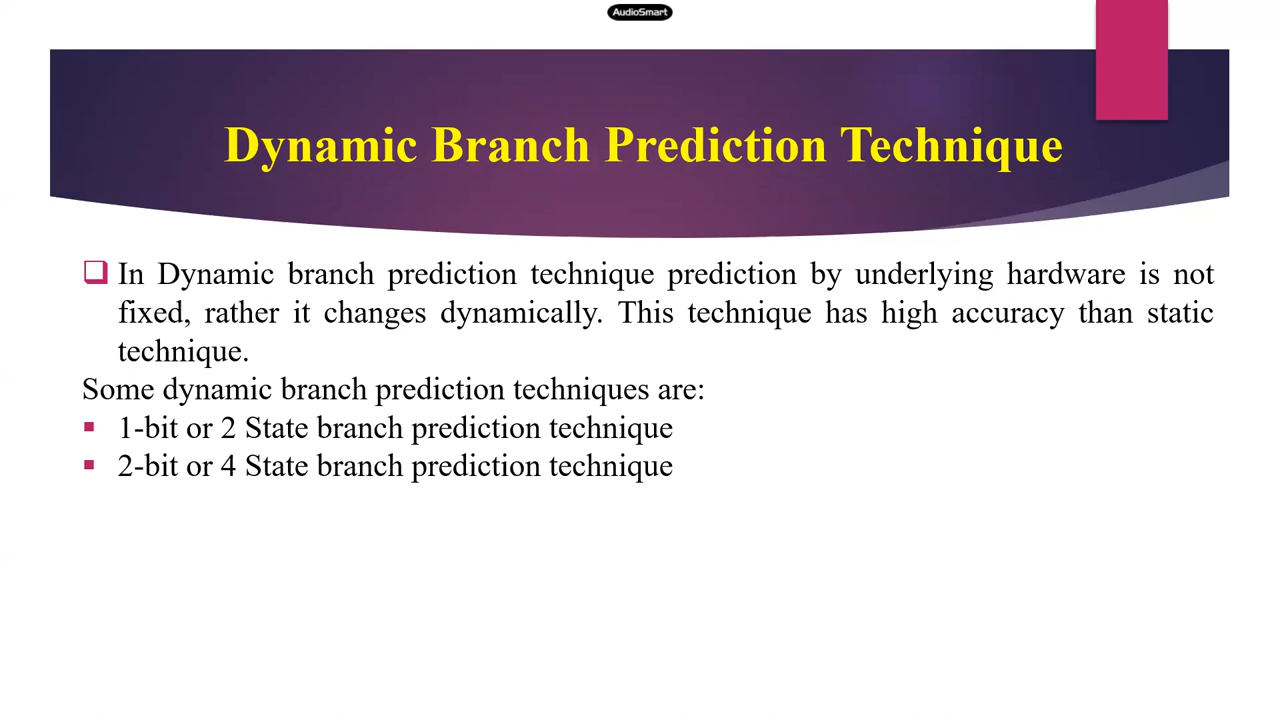 AudioSmart
Dynamic Branch Prediction Technique
In Dynamic branch prediction technique prediction by underlying hardware is not
fixed, rather it changes dynamically. This technique has high accuracy than static
technique.
Some dynamic branch prediction techniques are:
1-bit or 2 State branch prediction technique
2-bit or 4 State branch prediction technique